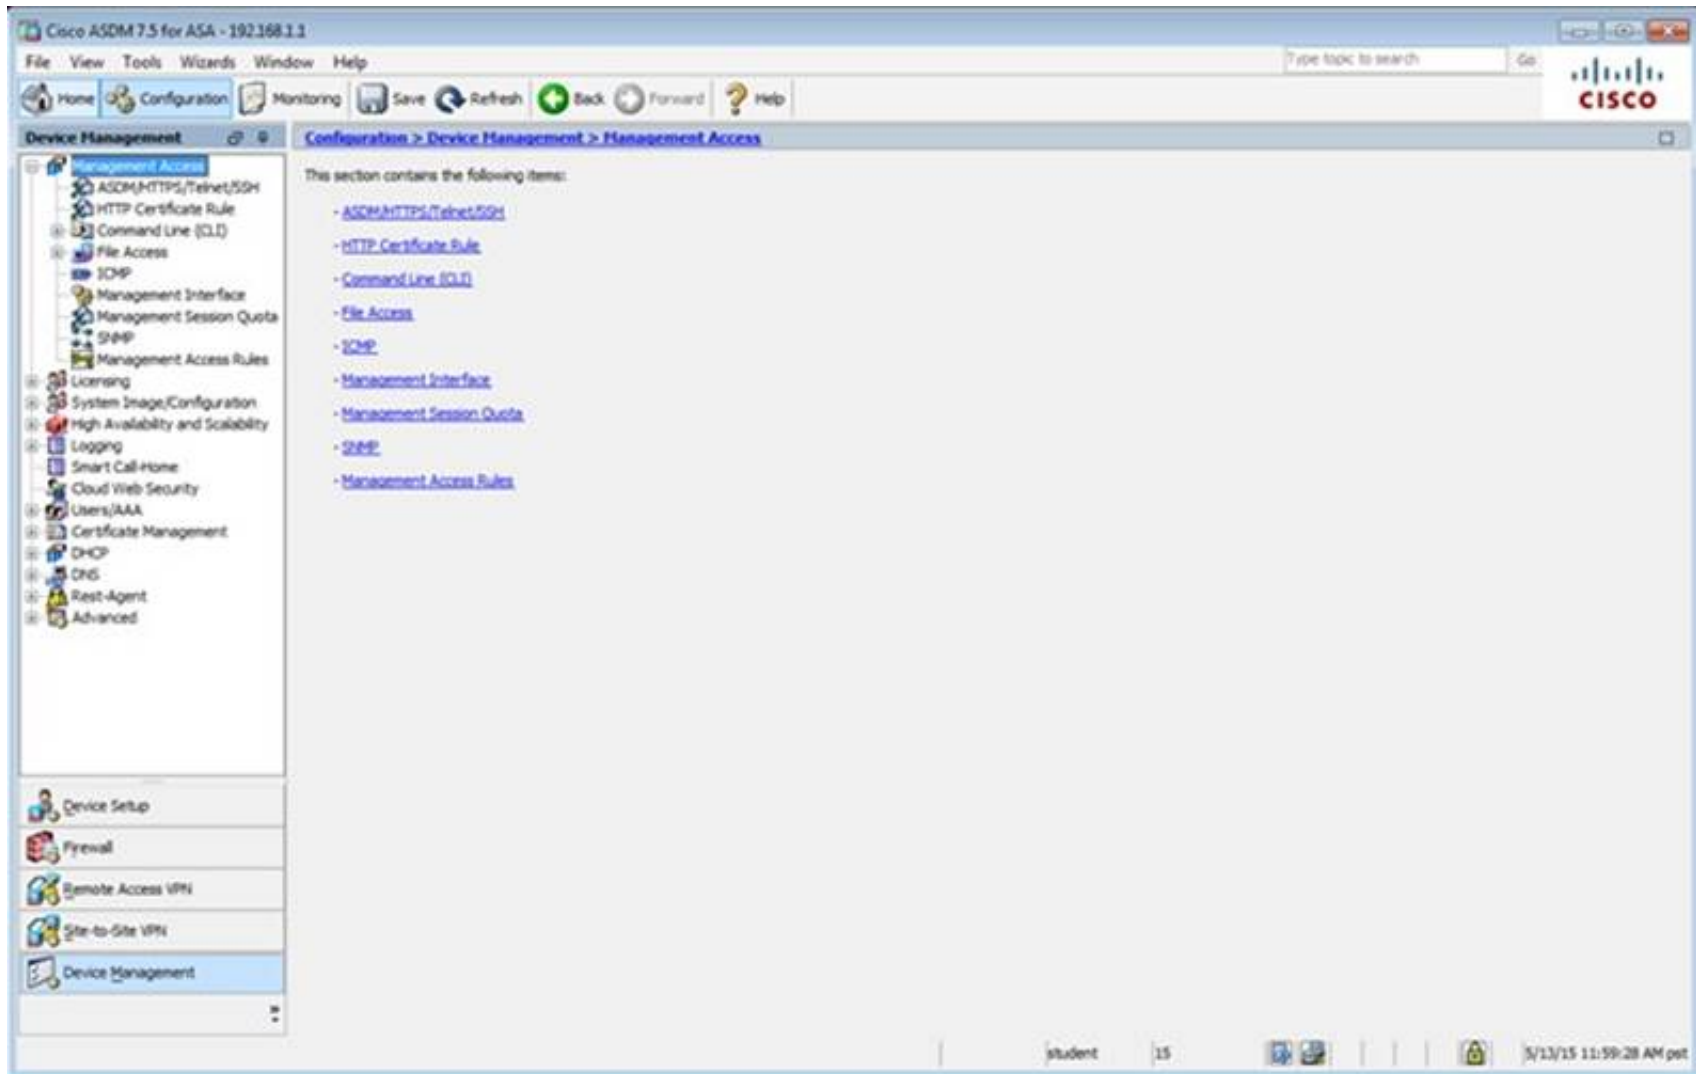 Cisco ASDM 7.5 for ASA - 192.168.1.1
File View Tools Wizards Window Help
Type topic to search Go
Home Configuration Monitoring Save Refresh Back Forward Help
CISCO
Device Management
Configuration > Device Management > Management Access
Management Access
ASDM/HTTPS/Telnet/SSH
HTTP Certificate Rule
Command Line (CLI)
File Access
ICMP
Management Interface
Management Session Quota
SNMP
Management Access Rules
Licensing
System Image/Configuration
High Availability and Scalability
Logging
Smart Call-Home
Cloud Web Security
Users/AAA
Certificate Management
DHCP
DNS
Rest-Agent
Advanced
Device Setup
Firewall
Remote Access VPN
Site-to-Site VPN
Device Management
This section contains the following items:
- ASDM/HTTPS/Telnet/SSH
- HTTP Certificate Rule
- Command Line (CLI)
- File Access
- ICMP
- Management Interface
- Management Session Quota
- SNMP
- Management Access Rules
student 15 5/13/15 11:59:28 AM pst